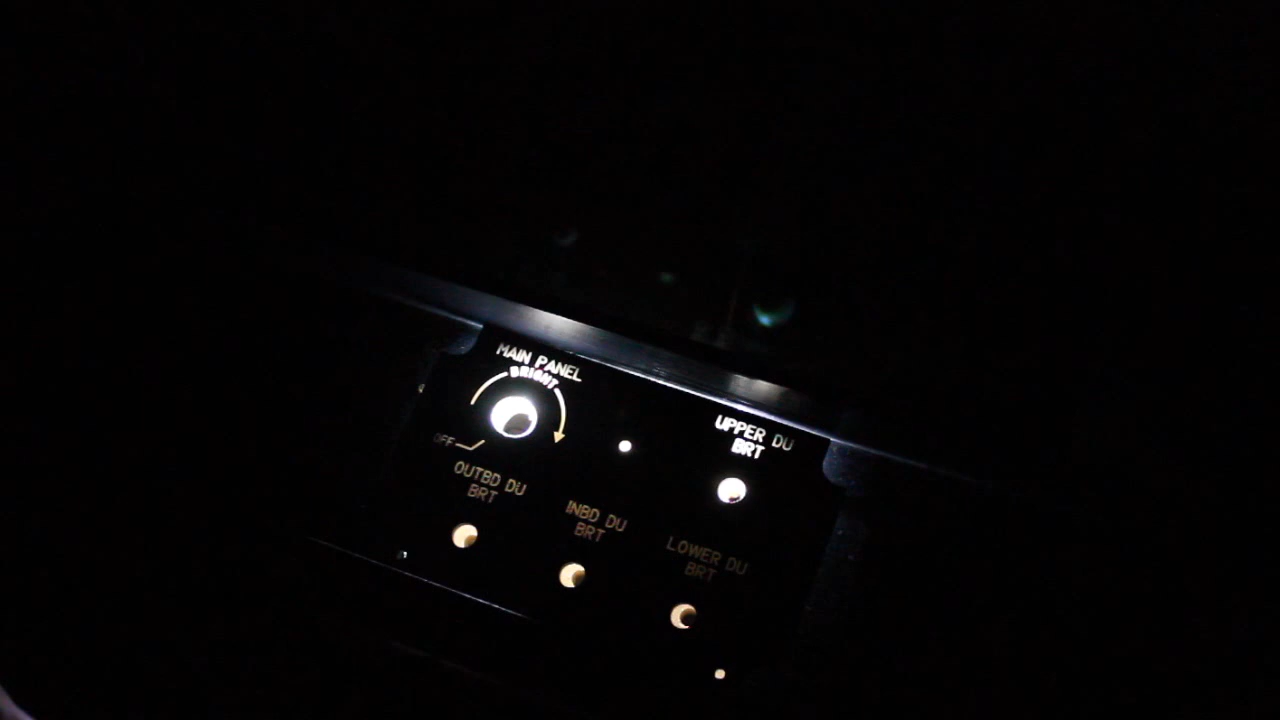 MAIN PANEL
BRIGHT
OFF
UPPER DU
BRT
OUTBD DU
BRT
INBD DU
BRT
LOWER DU
BRT